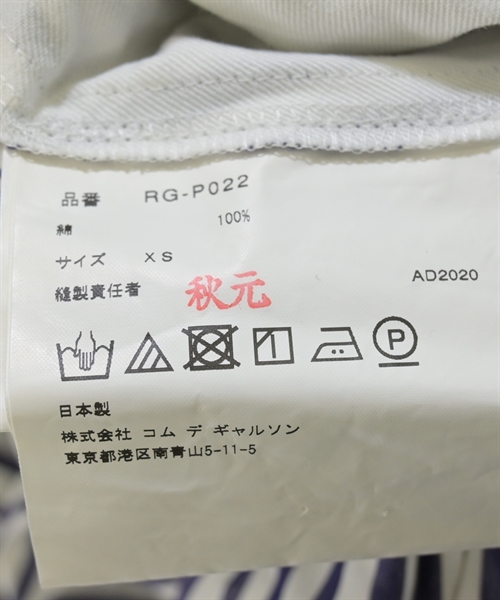 品番 RG-P022
綿 100%
サイズ XS
縫製責任者 秋元
AD2020
P
日本製
株式会社 コム デ ギャルソン
東京都港区南青山5-11-5